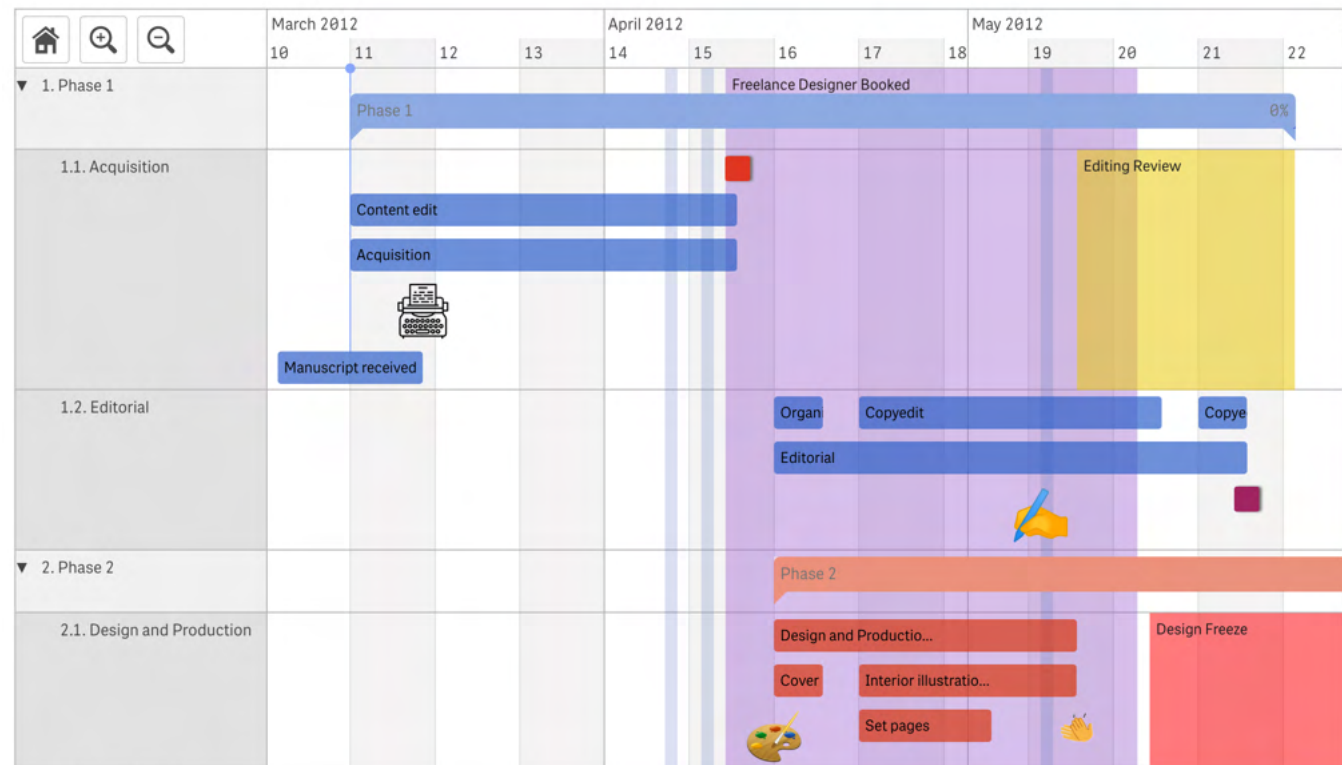 March 2012 April 2012 May 2012
10 11 12 13 14 15 16 17 18 19 20 21 22
▼ 1. Phase 1
Freelance Designer Booked
Phase 1 0%
1.1. Acquisition
Editing Review
Content edit
Acquisition
Manuscript received
1.2. Editorial
Organ Copyedit Copye
Editorial
▼ 2. Phase 2
Phase 2
2.1. Design and Production
Design Freeze
Design and Productio...
Cover Interior illustratio...
Set pages